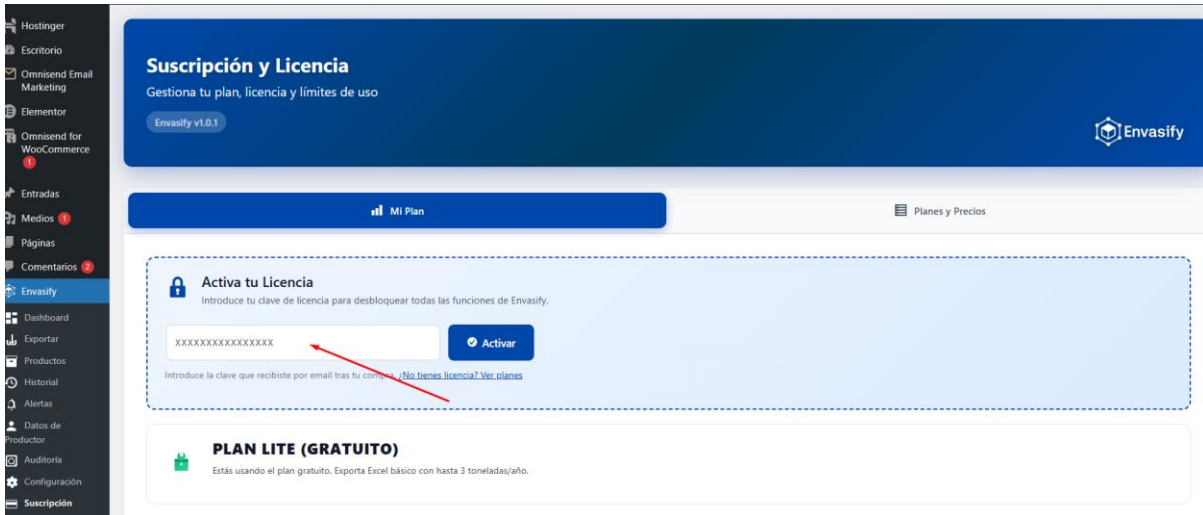 Hostinger
Escritorio
Omnisend Email
Marketing
Elementor
Omnisend for
WooCommerce
1
Entradas
Medios 1
Páginas
Comentarios 2
Envasify
Dashboard
Exportar
Productos
Historial
Alertas
Datos de
Productor
Auditoría
Configuración
Suscripción
Suscripción y Licencia
Gestiona tu plan, licencia y límites de uso
Envasify v1.0.1
Envasify
Mi Plan
Planes y Precios
Activa tu Licencia
Introduce tu clave de licencia para desbloquear todas las funciones de Envasify.
XXXXXXXXXXXXXXXX
Activar
Introduce la clave que recibiste por email tras tu compra. ¿No tienes licencia? Ver planes
PLAN LITE (GRATUITO)
Estás usando el plan gratuito. Exporta Excel básico con hasta 3 toneladas/año.